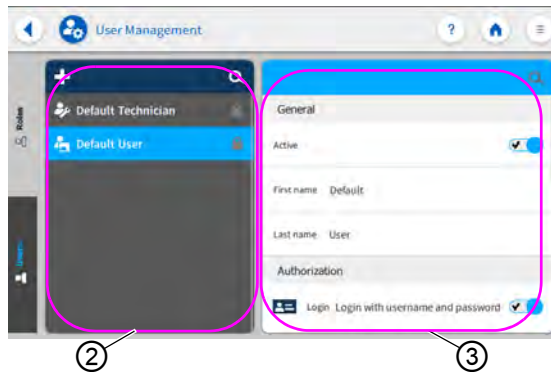 User Management
?
Roles
Default Technician
Default User
Users
General
Active
First name Default
Last name User
Authorization
Login Login with username and password
2
3